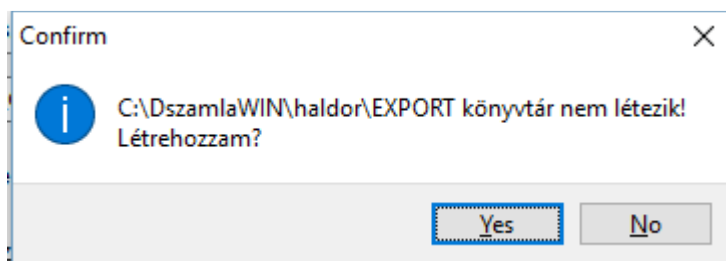 Confirm
C:\DszamlaWIN\haldor\EXPORT könyvtár nem létezik!
Létrehozzam?
Yes
No